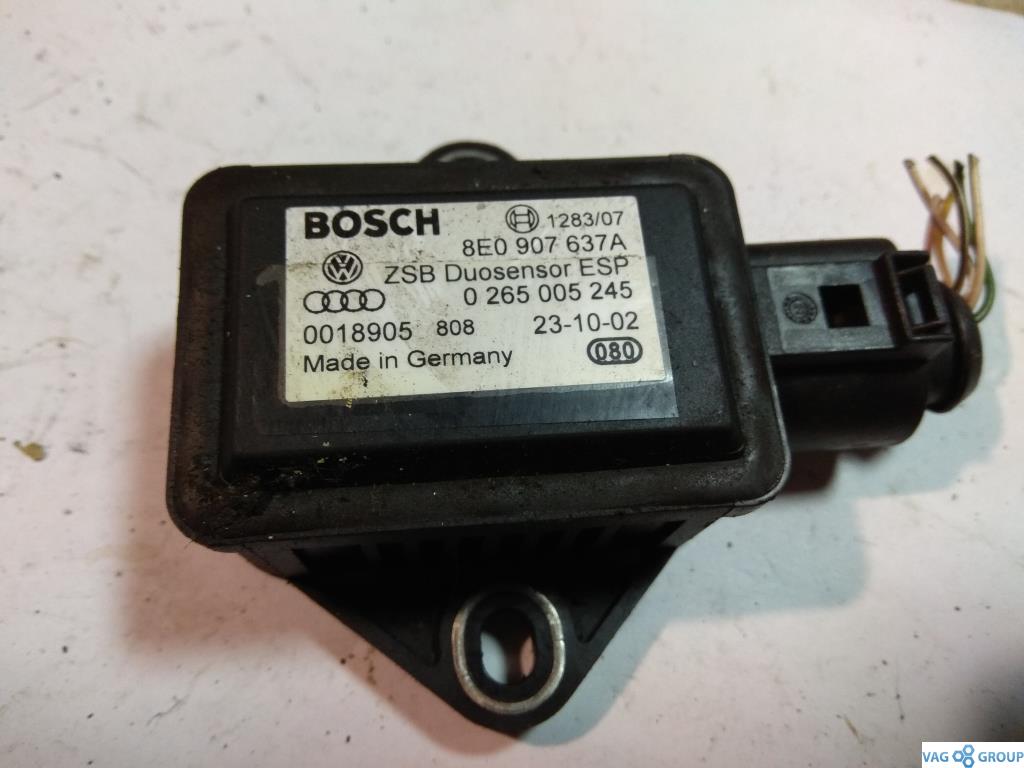 BOSCH 1283/07
8E0 907 637A
ZSB Duosensor ESP
0 265 005 245
0018905 808 23-10-02
Made in Germany 080
VAG GROUP